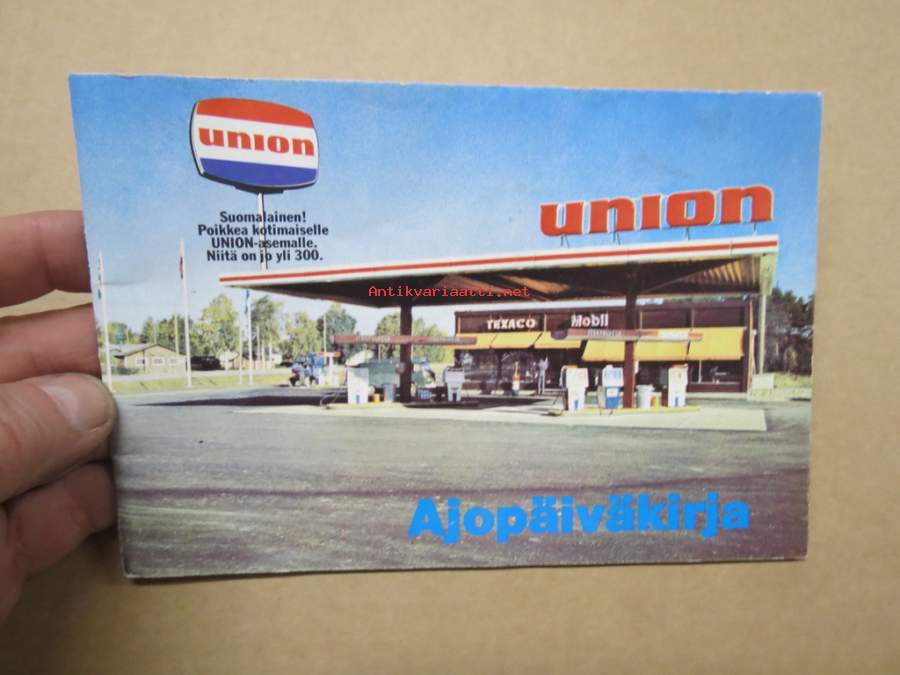 union
Suomalainen!
Poikkea kotimaiselle
UNION-asemalle.
Niitä on jo yli 300.
union
Antikvariaatti.net
TEXACO Mobil
Ajopäiväkirja